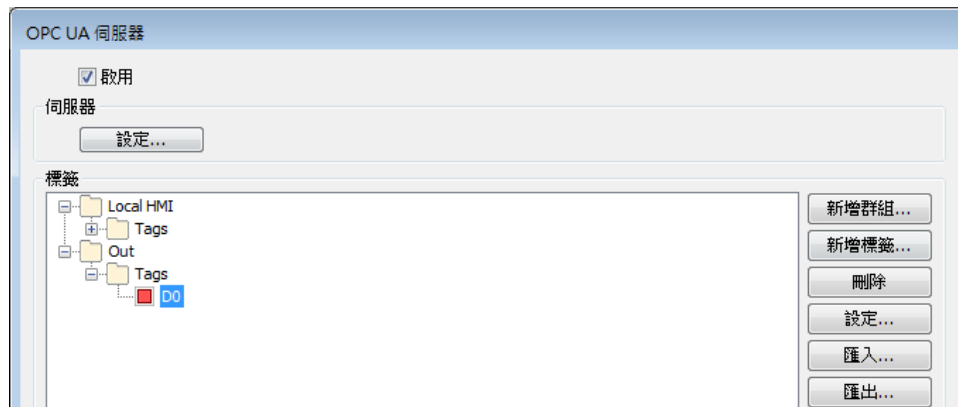 OPC UA 伺服器
啟用
伺服器
設定...
標籤
Local HMI
Tags
Out
Tags
D0
新增群組...
新增標籤...
刪除
設定...
匯入...
匯出...